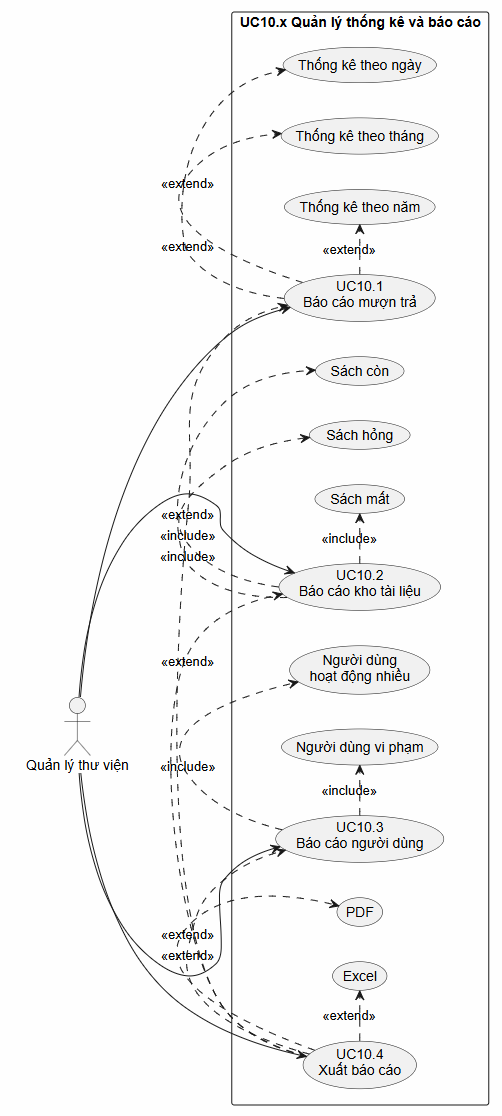 UC10.x Quản lý thống kê và báo cáo
Thống kê theo ngày
Thống kê theo tháng
«extend»
Thống kê theo năm
«extend»
«extend»
UC10.1
Báo cáo mượn trả
Sách còn
Sách hỏng
Sách mất
«extend»
«include»
«include»
«include»
UC10.2
Báo cáo kho tài liệu
Người dùng
hoạt động nhiều
«extend»
Quản lý thư viện
Người dùng vi phạm
«include»
«include»
UC10.3
Báo cáo người dùng
PDF
«extend»
«extend»
Excel
«extend»
UC10.4
Xuất báo cáo